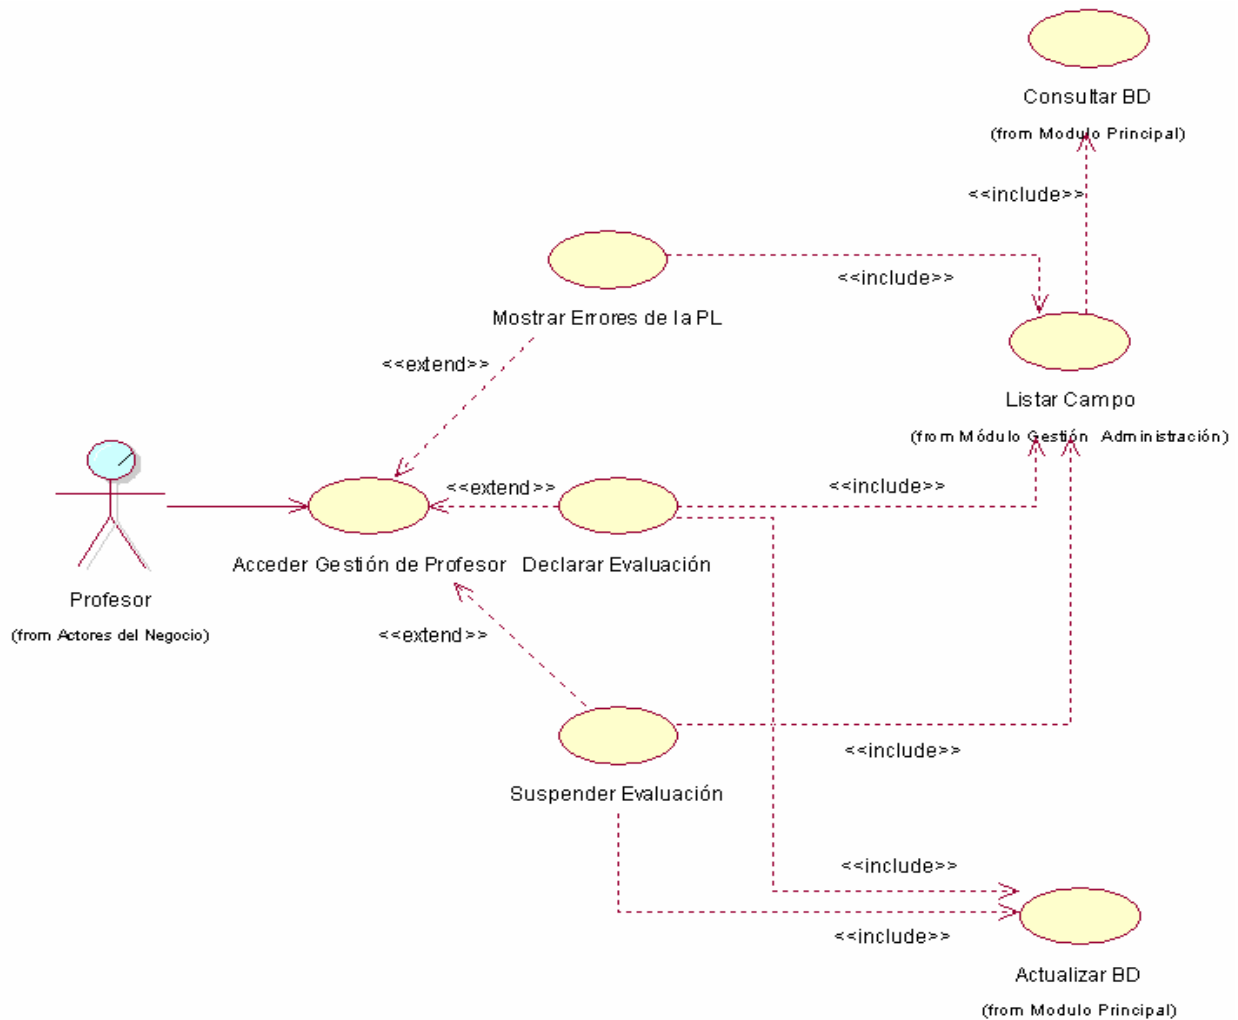 Consultar BD
(from Modulo Principal)
<<include>>
<<include>>
Mostrar Errores de la PL
<<extend>>
Listar Campo
(from Módulo Gestión Administración)
<<extend>>
<<include>>
Acceder Gestión de Profesor
Declarar Evaluación
Profesor
(from Actores del Negocio)
<<extend>>
<<include>>
Suspender Evaluación
<<include>>
<<include>>
Actualizar BD
(from Modulo Principal)